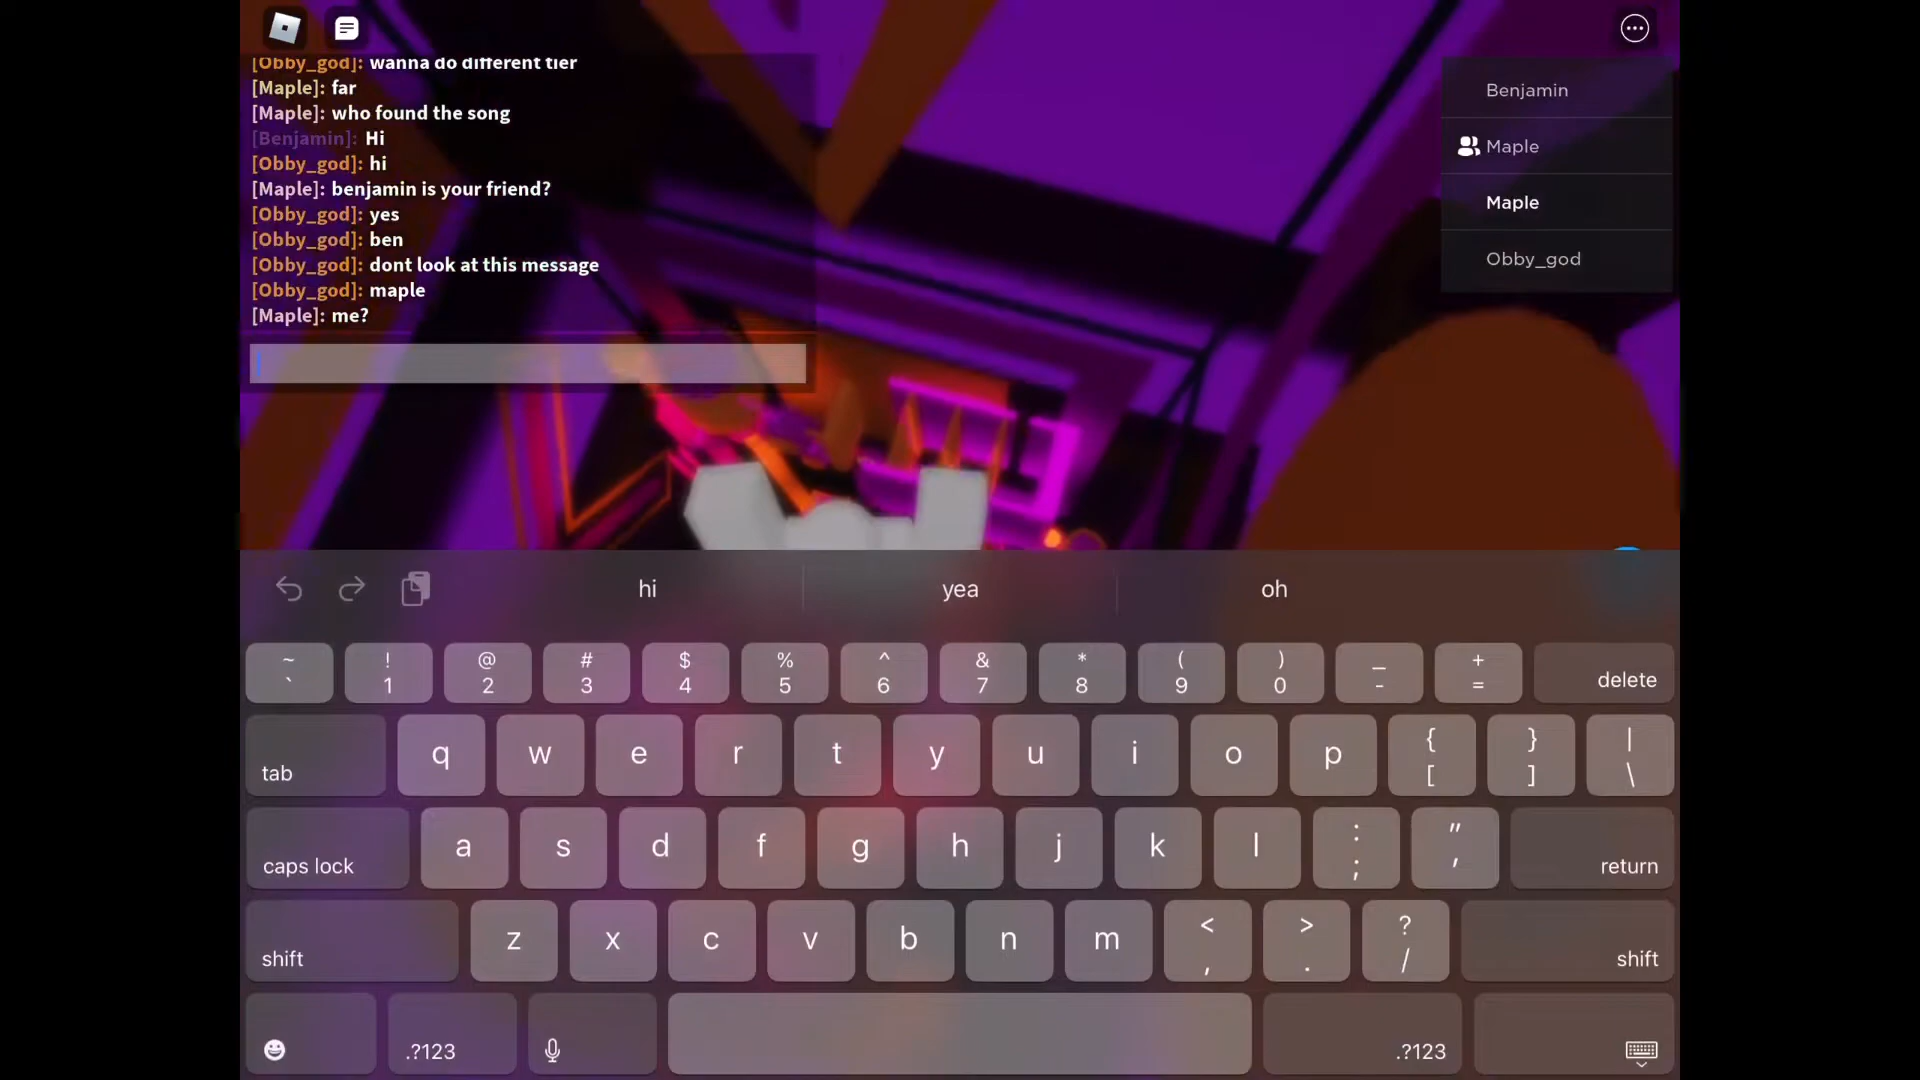 [Obby_god]: wanna do different tier
[Maple]: far
[Maple]: who found the song
[Benjamin]: Hi
[Obby_god]: hi
[Maple]: benjamin is your friend?
[Obby_god]: yes
[Obby_god]: ben
[Obby_god]: dont look at this message
[Obby_god]: maple
[Maple]: me?
Benjamin
Maple
Maple
Obby_god
hi yea oh
~ ! @ # $ % ^ & * ( ) _ +
` 1 2 3 4 5 6 7 8 9 0 - = delete
tab q w e r t y u i o p { [ } ] | \
caps lock a s d f g h j k l : ; " ' return
shift z x c v b n m < , > . ? / shift
.?123 .?123